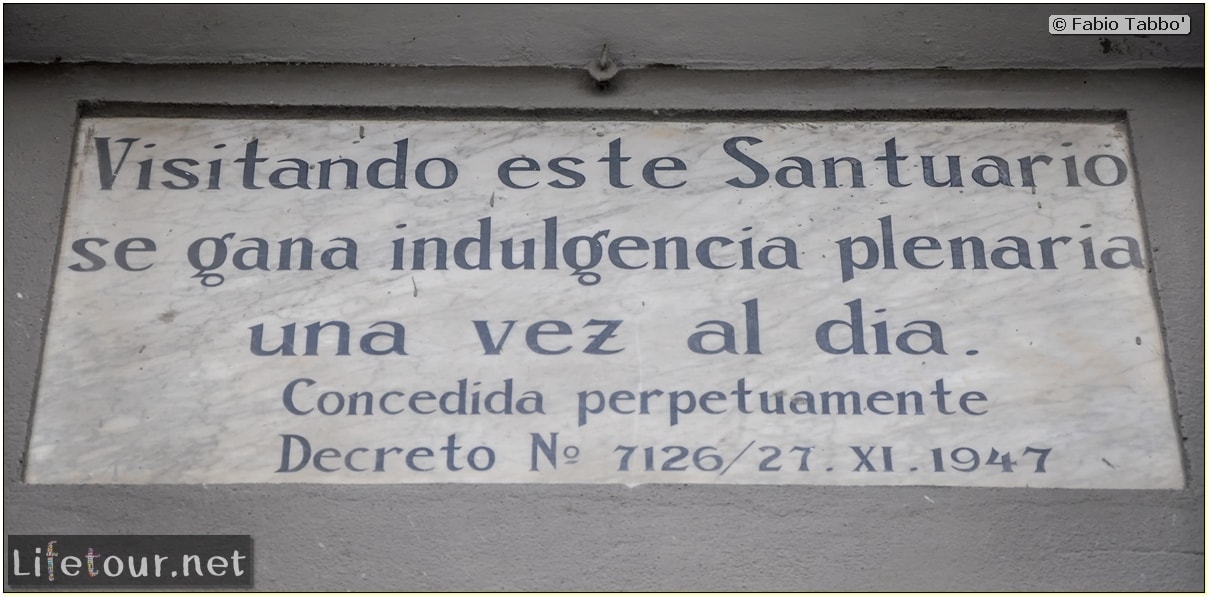 © Fabio Tabbo'
Visitando este Santuario
se gana indulgencia plenaria
una vez al dia.
Concedida perpetuamente
Decreto Nº 7126/27.XI.1947
Lifetour.net